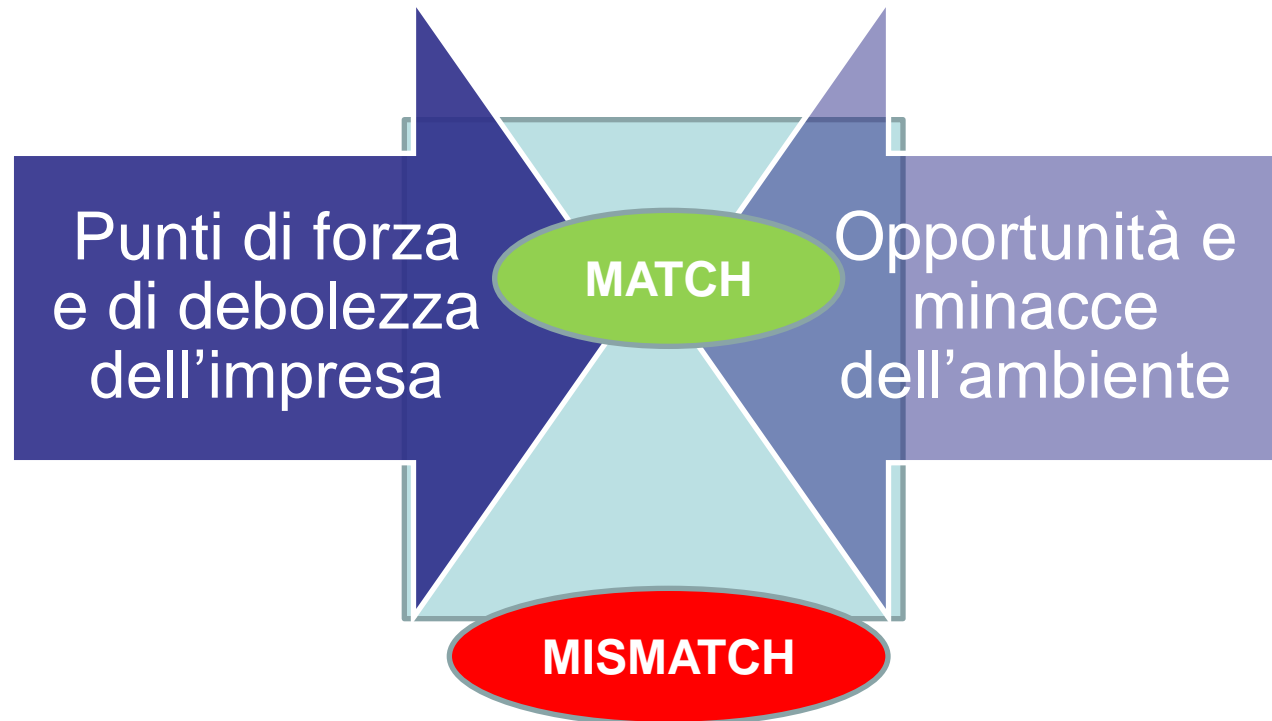 Punti di forza
e di debolezza
dell’impresa
MATCH
Opportunità e
minacce
dell’ambiente
MISMATCH